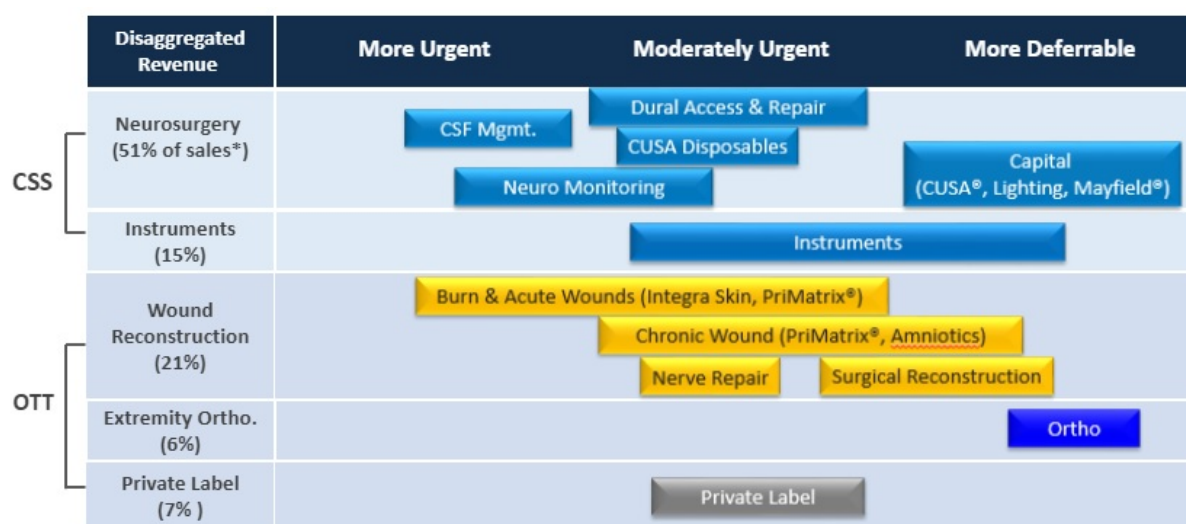 Disaggregated
Revenue
More Urgent
Moderately Urgent
More Deferrable
CSS
Neurosurgery
(51% of sales*)
CSF Mgmt.
Dural Access & Repair
CUSA Disposables
Neuro Monitoring
Capital
(CUSA®, Lighting, Mayfield®)
Instruments
(15%)
Instruments
OTT
Wound
Reconstruction
(21%)
Burn & Acute Wounds (Integra Skin, PriMatrix®)
Chronic Wound (PriMatrix®, Amniotics)
Nerve Repair
Surgical Reconstruction
Extremity Ortho.
(6%)
Ortho
Private Label
(7% )
Private Label